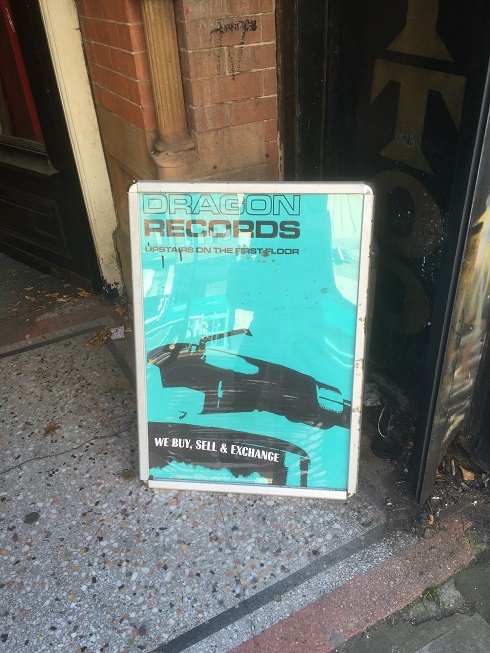 DRAGON
RECORDS
UPSTAIRS ON THE FIRST FLOOR
WE BUY, SELL & EXCHANGE